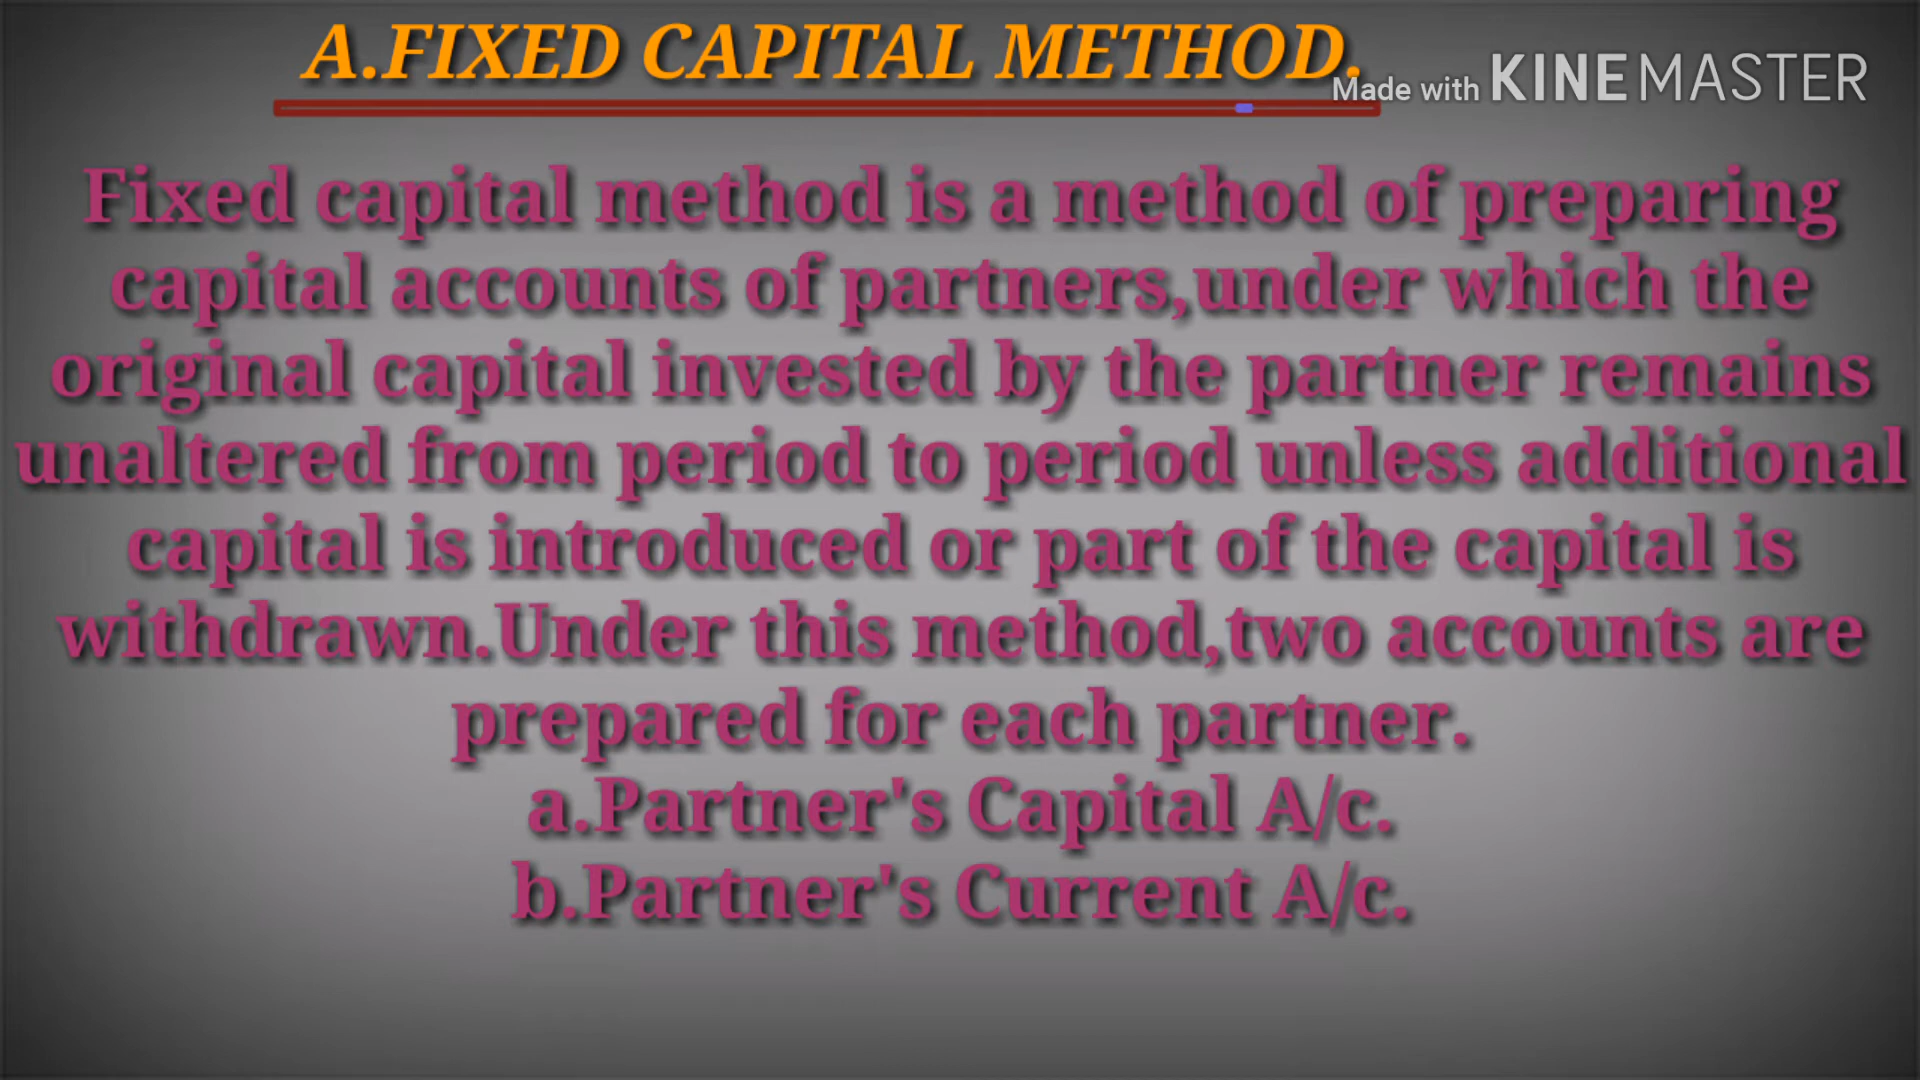 A.FIXED CAPITAL METHOD.
Made with KINEMASTER
Fixed capital method is a method of preparing
capital accounts of partners,under which the
original capital invested by the partner remains
unaltered from period to period unless additional
capital is introduced or part of the capital is
withdrawn.Under this method,two accounts are
prepared for each partner.
a.Partner's Capital A/c.
b.Partner's Current A/c.